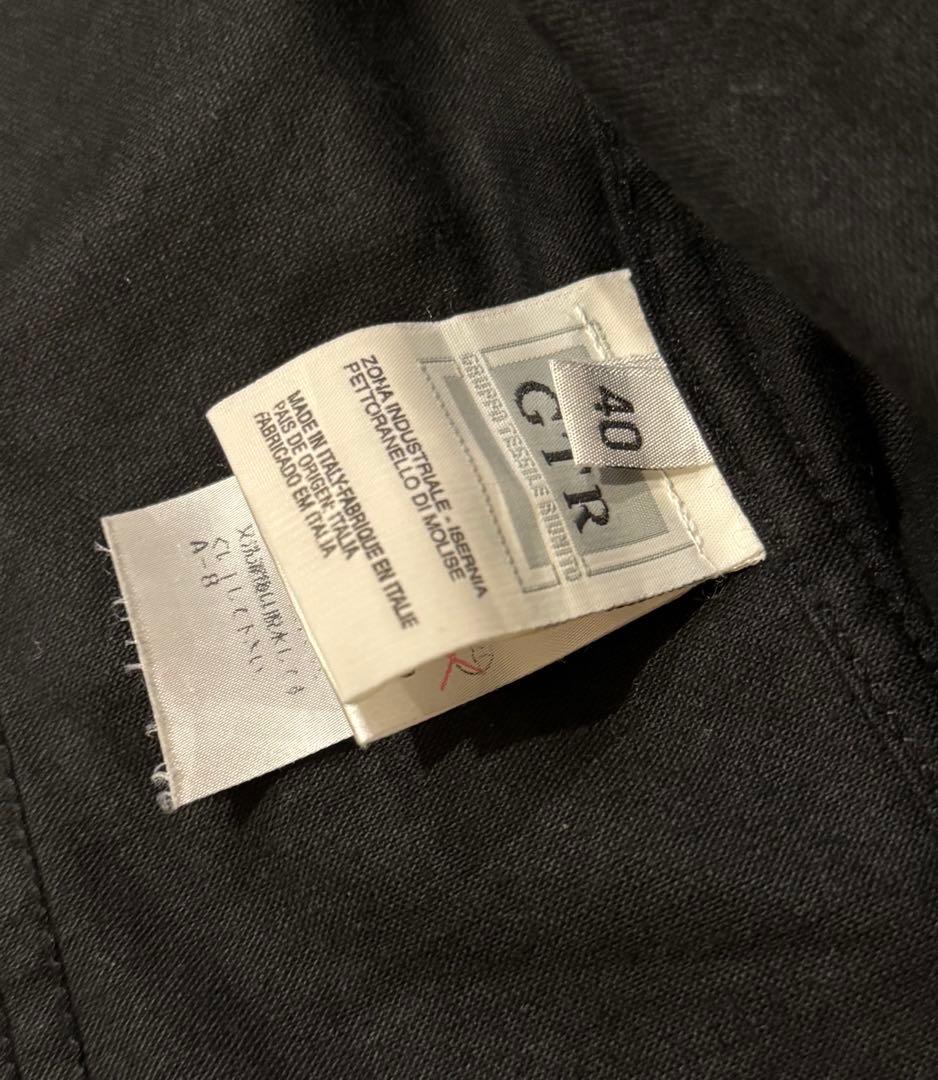 40
GTR
GRUPPO TESSILE RIUNITO
ZONA INDUSTRIALE - ISERNIA
PETTORANELLO DI MOLISE
MADE IN ITALY-FABRIQUE EN ITALIE
PAIS DE ORIGEN: ITALIA
FABRICADO EM ITALIA
A-8